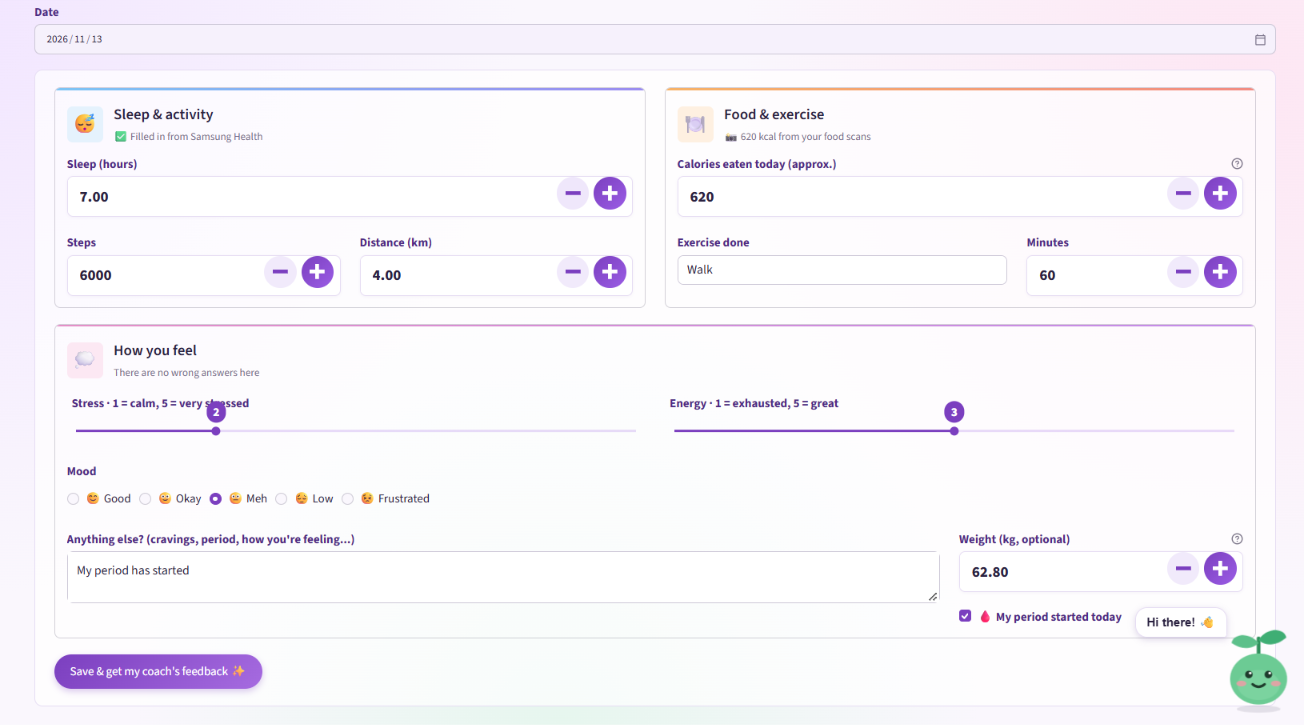 Date
2026/11/13
Sleep & activity
Filled in from Samsung Health
Sleep (hours)
7.00
Steps
6000
Distance (km)
4.00
Food & exercise
620 kcal from your food scans
Calories eaten today (approx.)
620
Exercise done
Walk
Minutes
60
How you feel
There are no wrong answers here
Stress · 1 = calm, 5 = very stressed
2
Energy · 1 = exhausted, 5 = great
3
Mood
Good Okay Meh Low Frustrated
Anything else? (cravings, period, how you're feeling...)
My period has started
Weight (kg, optional)
62.80
My period started today
Hi there!
Save & get my coach's feedback